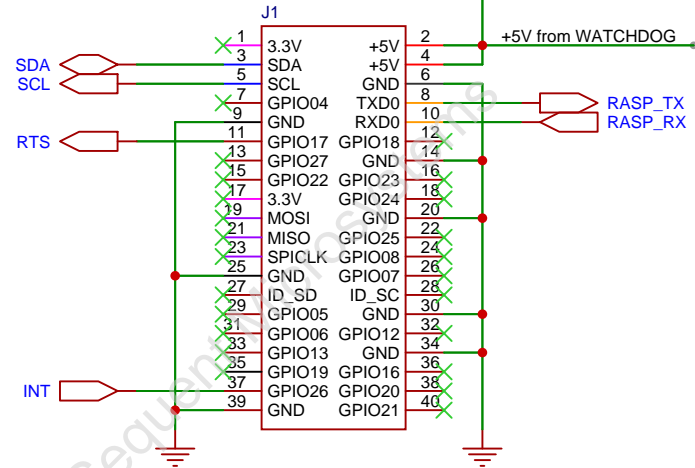 J1
1 3.3V +5V 2 +5V from WATCHDOG
SDA 3 SDA +5V 4
SCL 5 SCL GND 6
7 GPIO04 TXD0 8 RASP_TX
9 GND RXD0 10 RASP_RX
RTS 11 GPIO17 GPIO18 12
13 GPIO27 GND 14
15 GPIO22 GPIO23 16
17 3.3V GPIO24 18
19 MOSI GND 20
21 MISO GPIO25 22
23 SPICLK GPIO08 24
25 GND GPIO07 26
27 ID_SD ID_SC 28
29 GPIO05 GND 30
31 GPIO06 GPIO12 32
33 GPIO13 GND 34
35 GPIO19 GPIO16 36
INT 37 GPIO26 GPIO20 38
39 GND GPIO21 40
Sequent Microsystems